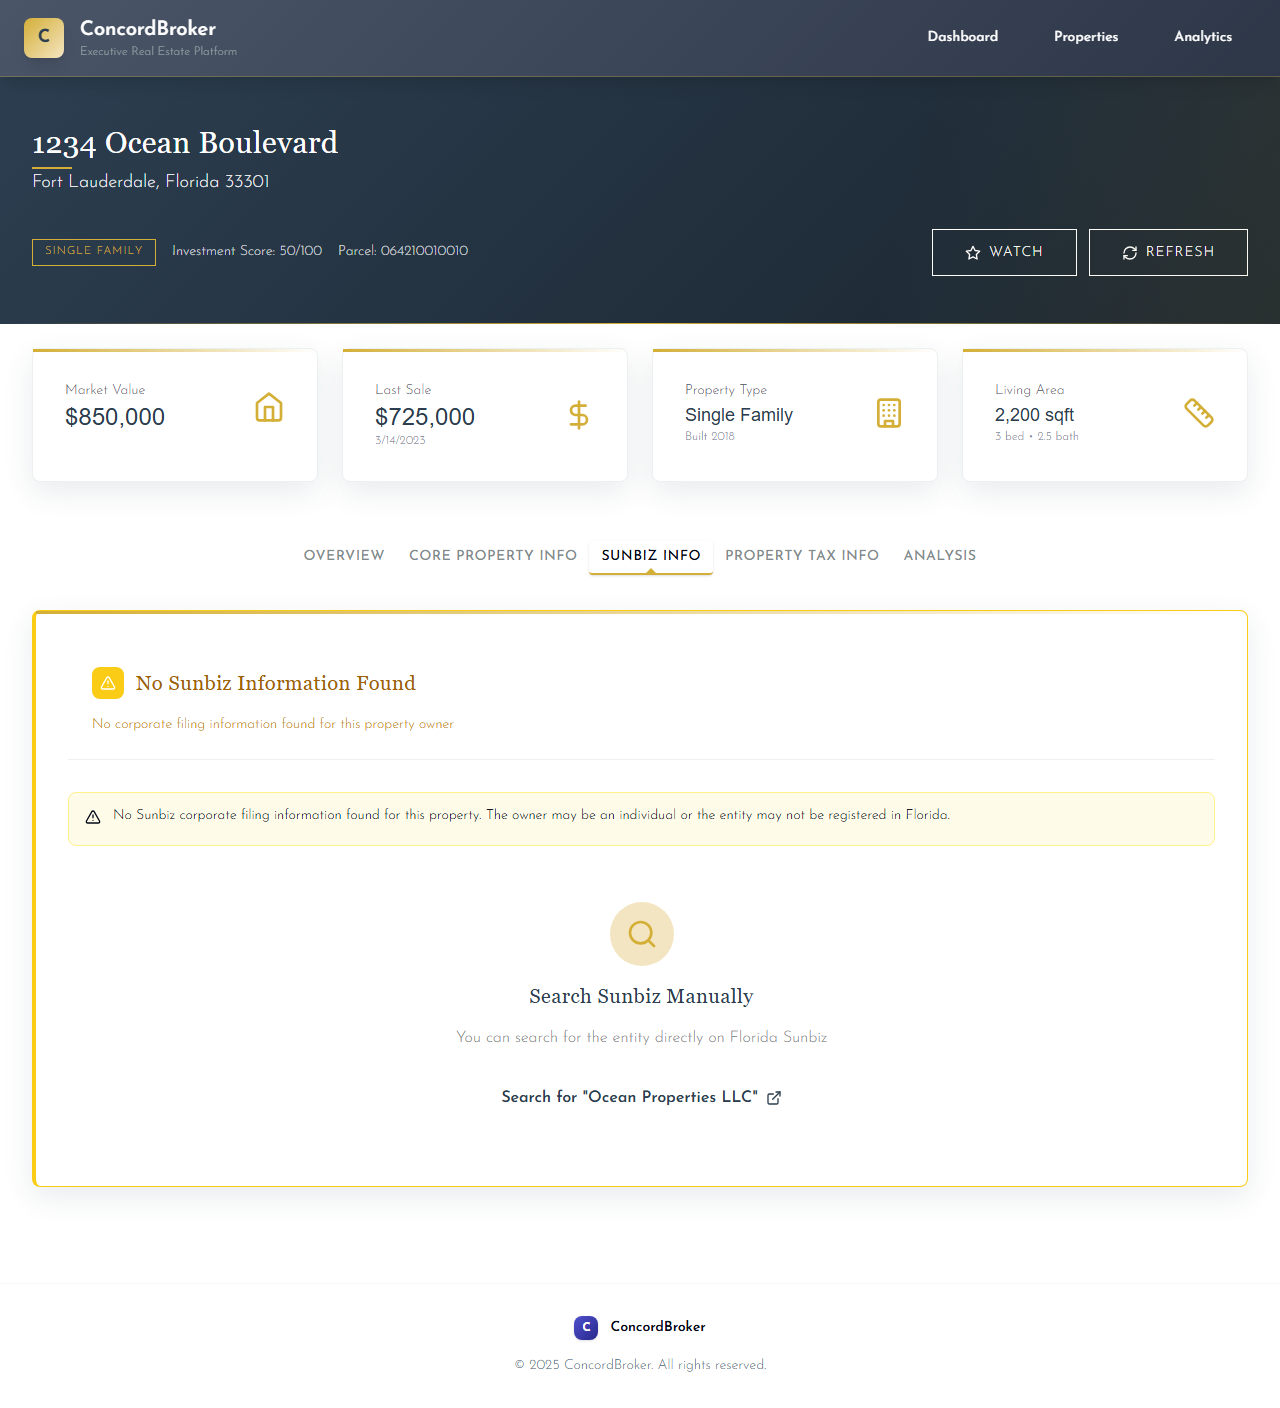 C
ConcordBroker
Executive Real Estate Platform
Dashboard Properties Analytics
1234 Ocean Boulevard
Fort Lauderdale, Florida 33301
SINGLE FAMILY Investment Score: 50/100 Parcel: 064210010010
WATCH REFRESH
Market Value
$850,000
Last Sale
$725,000
3/14/2023
Property Type
Single Family
Built 2018
Living Area
2,200 sqft
3 bed • 2.5 bath
OVERVIEW CORE PROPERTY INFO SUNBIZ INFO PROPERTY TAX INFO ANALYSIS
No Sunbiz Information Found
No corporate filing information found for this property owner
No Sunbiz corporate filing information found for this property. The owner may be an individual or the entity may not be registered in Florida.
Search Sunbiz Manually
You can search for the entity directly on Florida Sunbiz
Search for "Ocean Properties LLC"
C ConcordBroker
© 2025 ConcordBroker. All rights reserved.